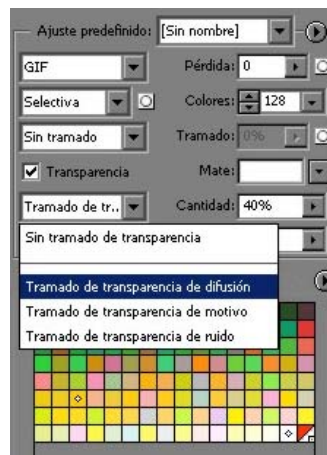 Ajuste predefinido: [Sin nombre]
GIF Pérdida: 0
Selectiva Colores: 128
Sin tramado Tramado: 0%
Transparencia Mate:
Tramado de tr.. Cantidad: 40%
Sin tramado de transparencia
Tramado de transparencia de difusión
Tramado de transparencia de motivo
Tramado de transparencia de ruido